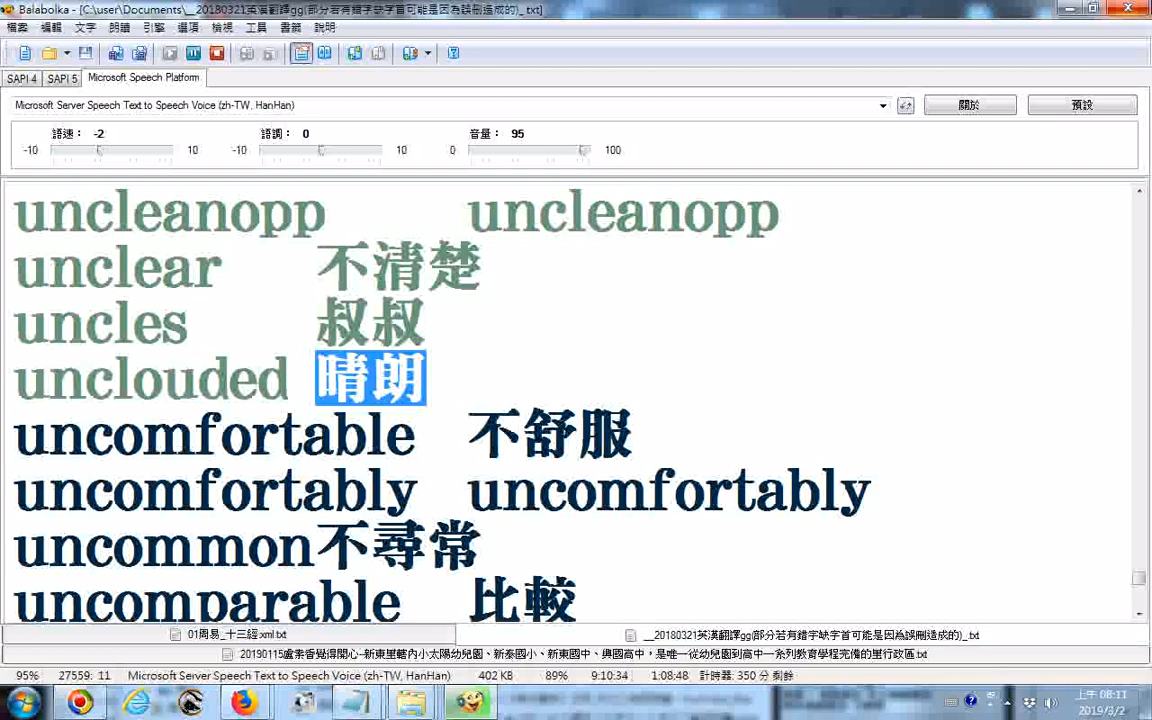 Balabolka - [C:\user\Documents\__20180321英漢翻譯gg(部分若有錯字缺字首可能是因為誤刪造成的)_txt]
檔案 編輯 文字 朗讀 引擎 選項 檢視 工具 書籤 說明
SAPI 4 SAPI 5 Microsoft Speech Platform
Microsoft Server Speech Text to Speech Voice (zh-TW, HanHan) 關於 預設
語速： -2 語調： 0 音量： 95
-10 10 -10 10 0 100
uncleanopp uncleanopp
unclear 不清楚
uncles 叔叔
unclouded 晴朗
uncomfortable 不舒服
uncomfortably uncomfortably
uncommon不尋常
uncomparable 比較
01周易_十三經.xml.txt __20180321英漢翻譯gg(部分若有錯字缺字首可能是因為誤刪造成的)_txt
20190115盧素香覺得開心-新東里轄內小太陽幼兒園、新泰國小、新東國中、興國高中，是唯一從幼兒園到高中一系列教育學程完備的里行政區.txt
95% 27559: 11 Microsoft Server Speech Text to Speech Voice (zh-TW, HanHan) 402 KB 89% 9:10:34 1:08:48 計時器: 350 分 剩餘
上午 08:11
2019/3/2